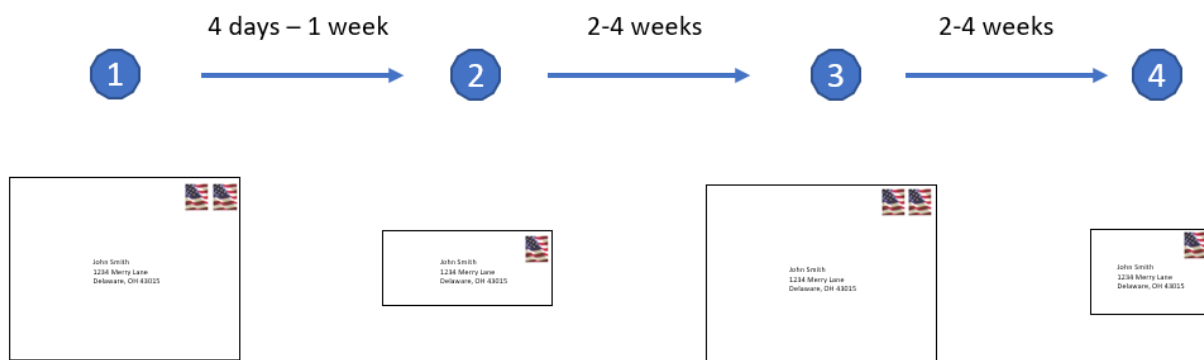 4 days – 1 week
2-4 weeks
2-4 weeks
1
2
3
4
John Smith
1234 Merry Lane
Delaware, OH 43015
John Smith
1234 Merry Lane
Delaware, OH 43015
John Smith
1234 Merry Lane
Delaware, OH 43015
John Smith
1234 Merry Lane
Delaware, OH 43015